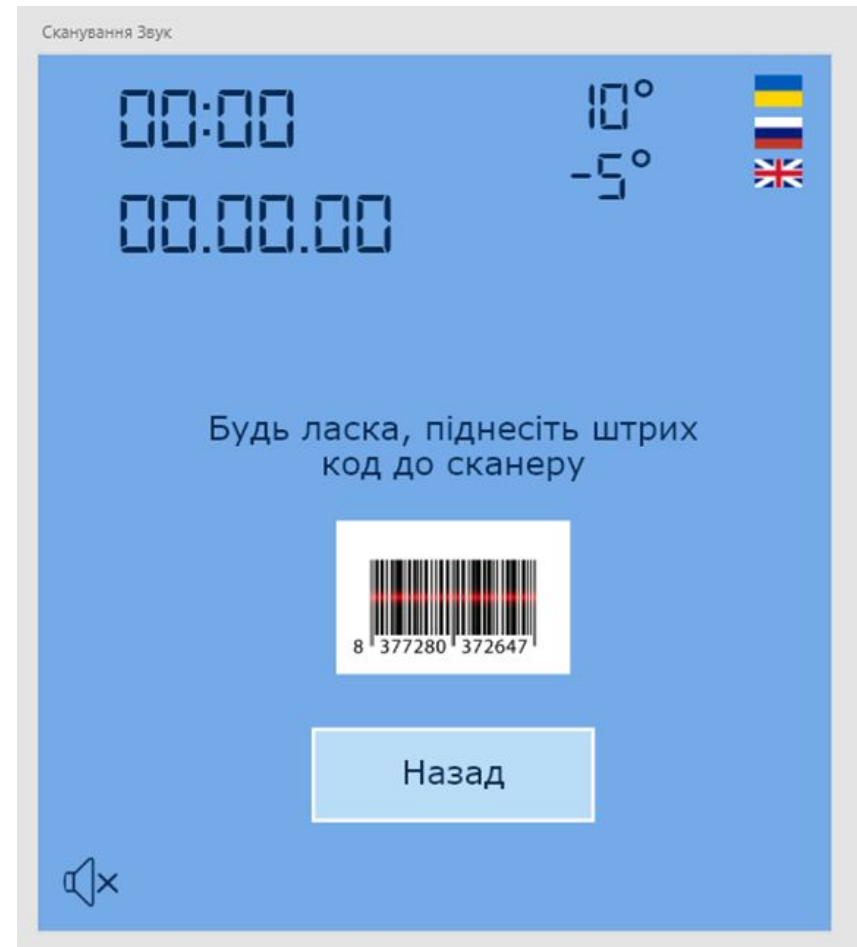 Сканування Звук
00:00
10°
-5°
00.00.00
Будь ласка, піднесіть штрих
код до сканеру
8 377280 372647
Назад